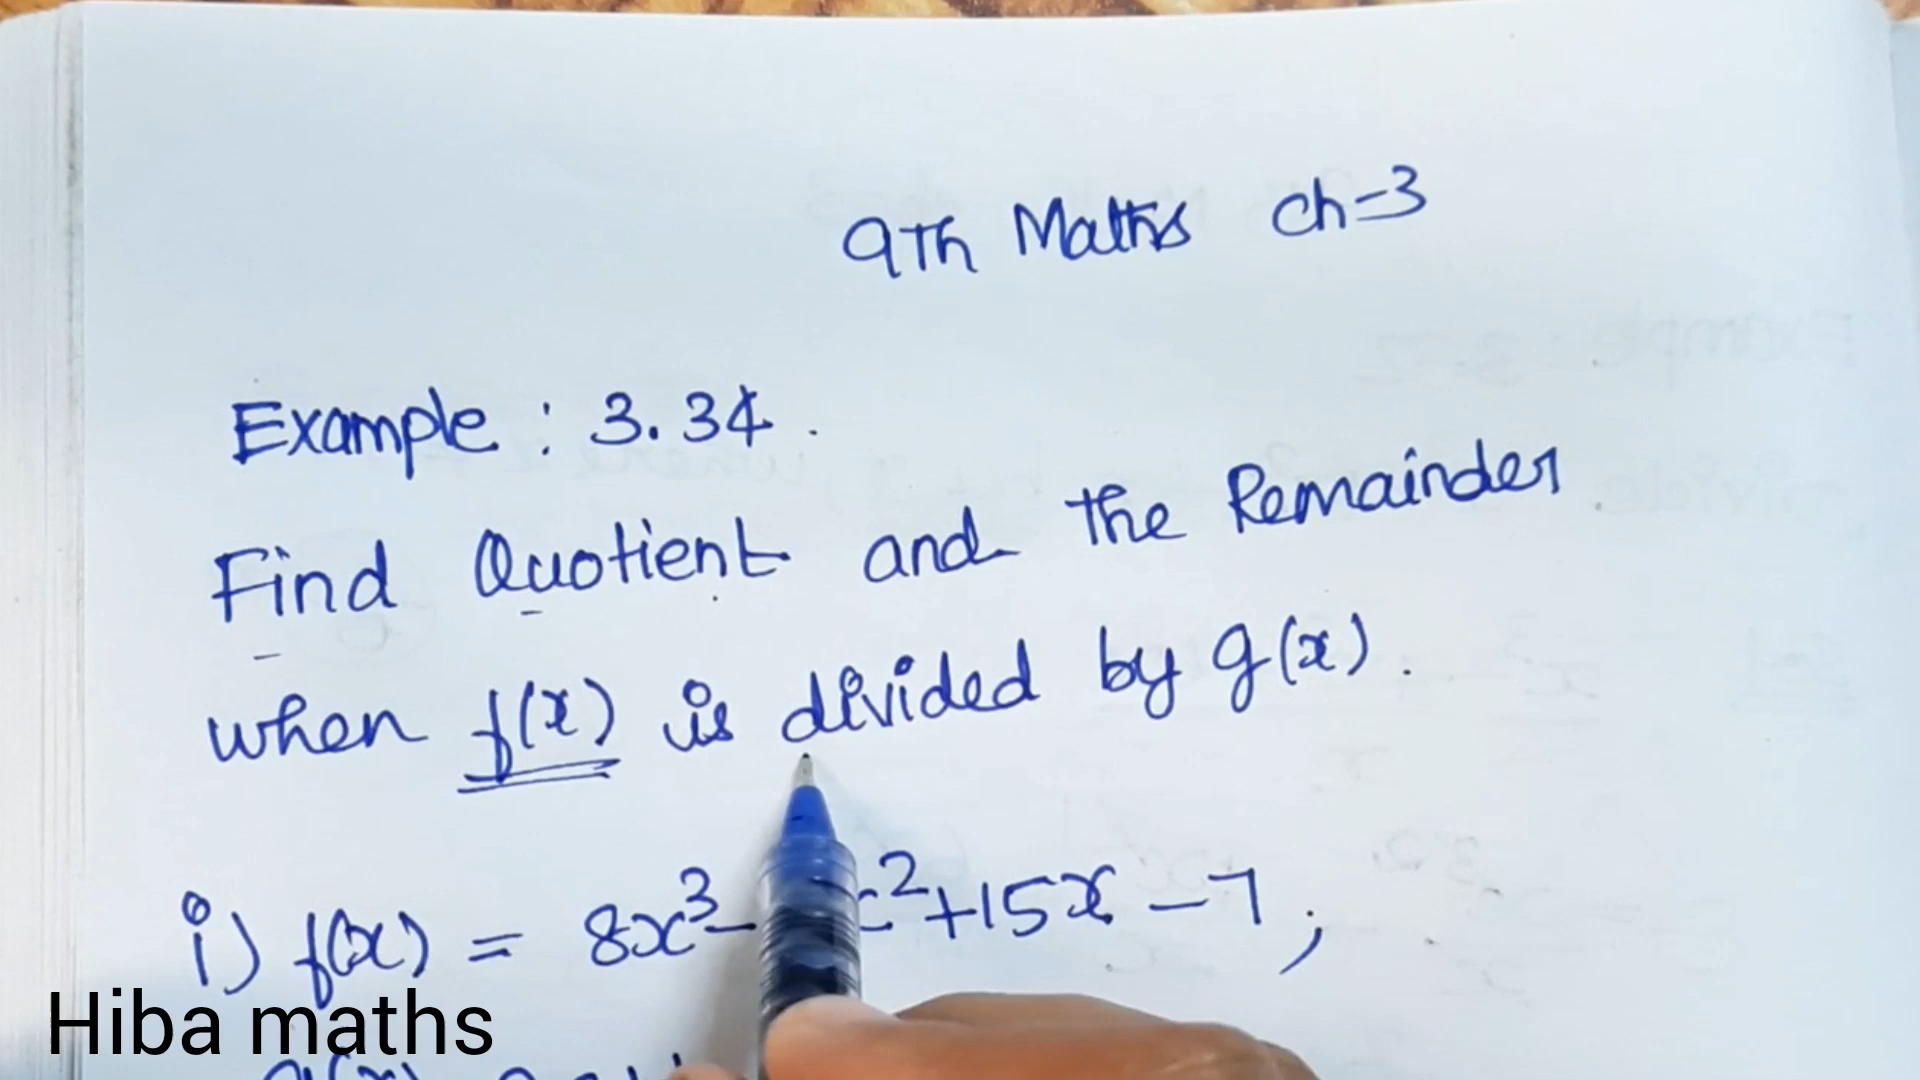 9Th Maths Ch-3
Example : 3.34.
Find Quotient and the Remainder
when f(x) is divided by g(x).
i) f(x) = 8x³- x²+15x-7;
Hiba maths